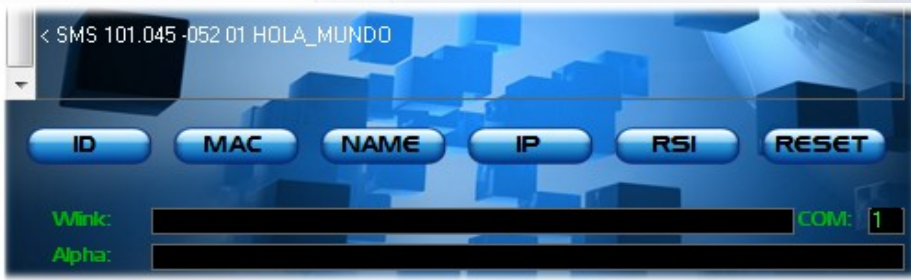 < SMS 101.045 -052 01 HOLA_MUNDO
ID MAC NAME IP RSI RESET
Wlink: COM: 1
Alpha: